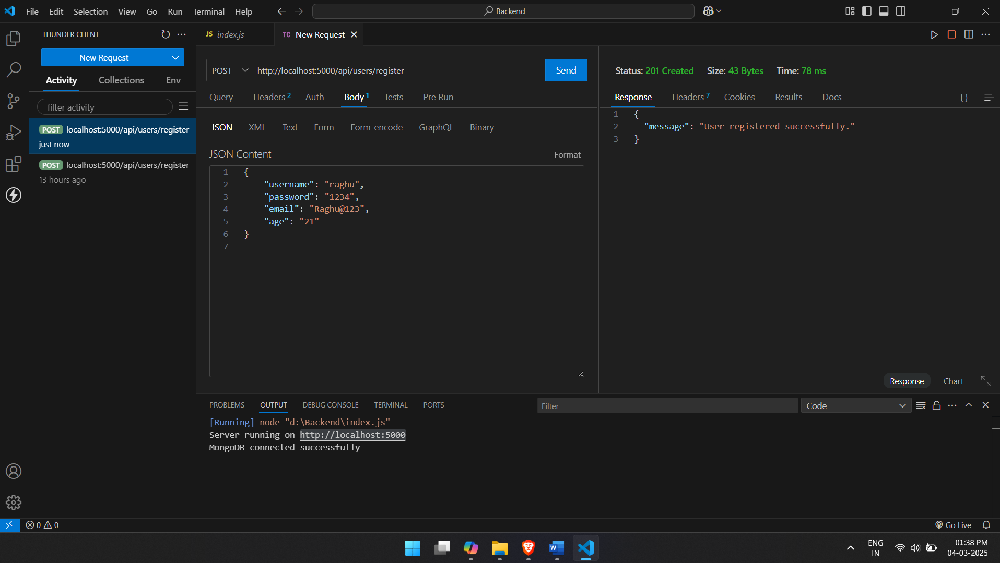 File Edit Selection View Go Run Terminal Help
Backend
THUNDER CLIENT
New Request
Activity Collections Env
filter activity
POST localhost:5000/api/users/register
just now
POST localhost:5000/api/users/register
13 hours ago
JS index.js
TC New Request
POST http://localhost:5000/api/users/register Send
Query Headers 2 Auth Body 1 Tests Pre Run
JSON XML Text Form Form-encode GraphQL Binary
JSON Content Format
1 {
2 "username": "raghu",
3 "password": "1234",
4 "email": "Raghu@123",
5 "age": "21"
6 }
7
Status: 201 Created Size: 43 Bytes Time: 78 ms
Response Headers 7 Cookies Results Docs {}
1 {
2 "message": "User registered successfully."
3 }
Response Chart
PROBLEMS OUTPUT DEBUG CONSOLE TERMINAL PORTS
Filter
Code
[Running] node "d:\Backend\index.js"
Server running on http://localhost:5000
MongoDB connected successfully
0 0
Go Live
W
ENG
IN
01:38 PM
04-03-2025